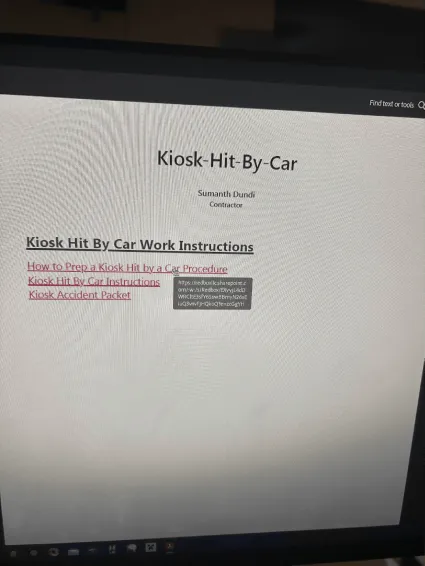 Find text or tools
Kiosk-Hit-By-Car
Sumanth Dundi
Contractor
Kiosk Hit By Car Work Instructions
How to Prep a Kiosk Hit by a Car Procedure
Kiosk Hit By Car Instructions
Kiosk Accident Packet